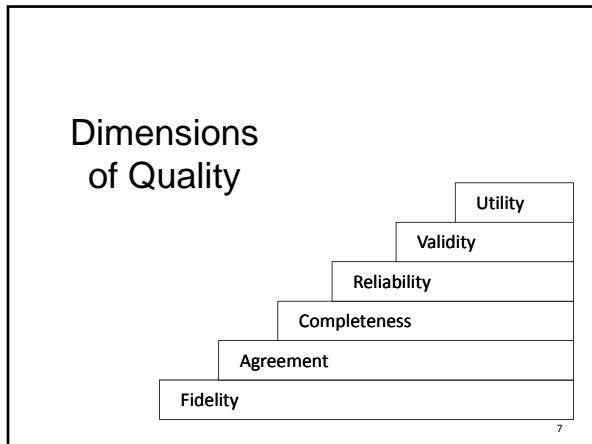 Dimensions
of Quality
Utility
Validity
Reliability
Completeness
Agreement
Fidelity
7